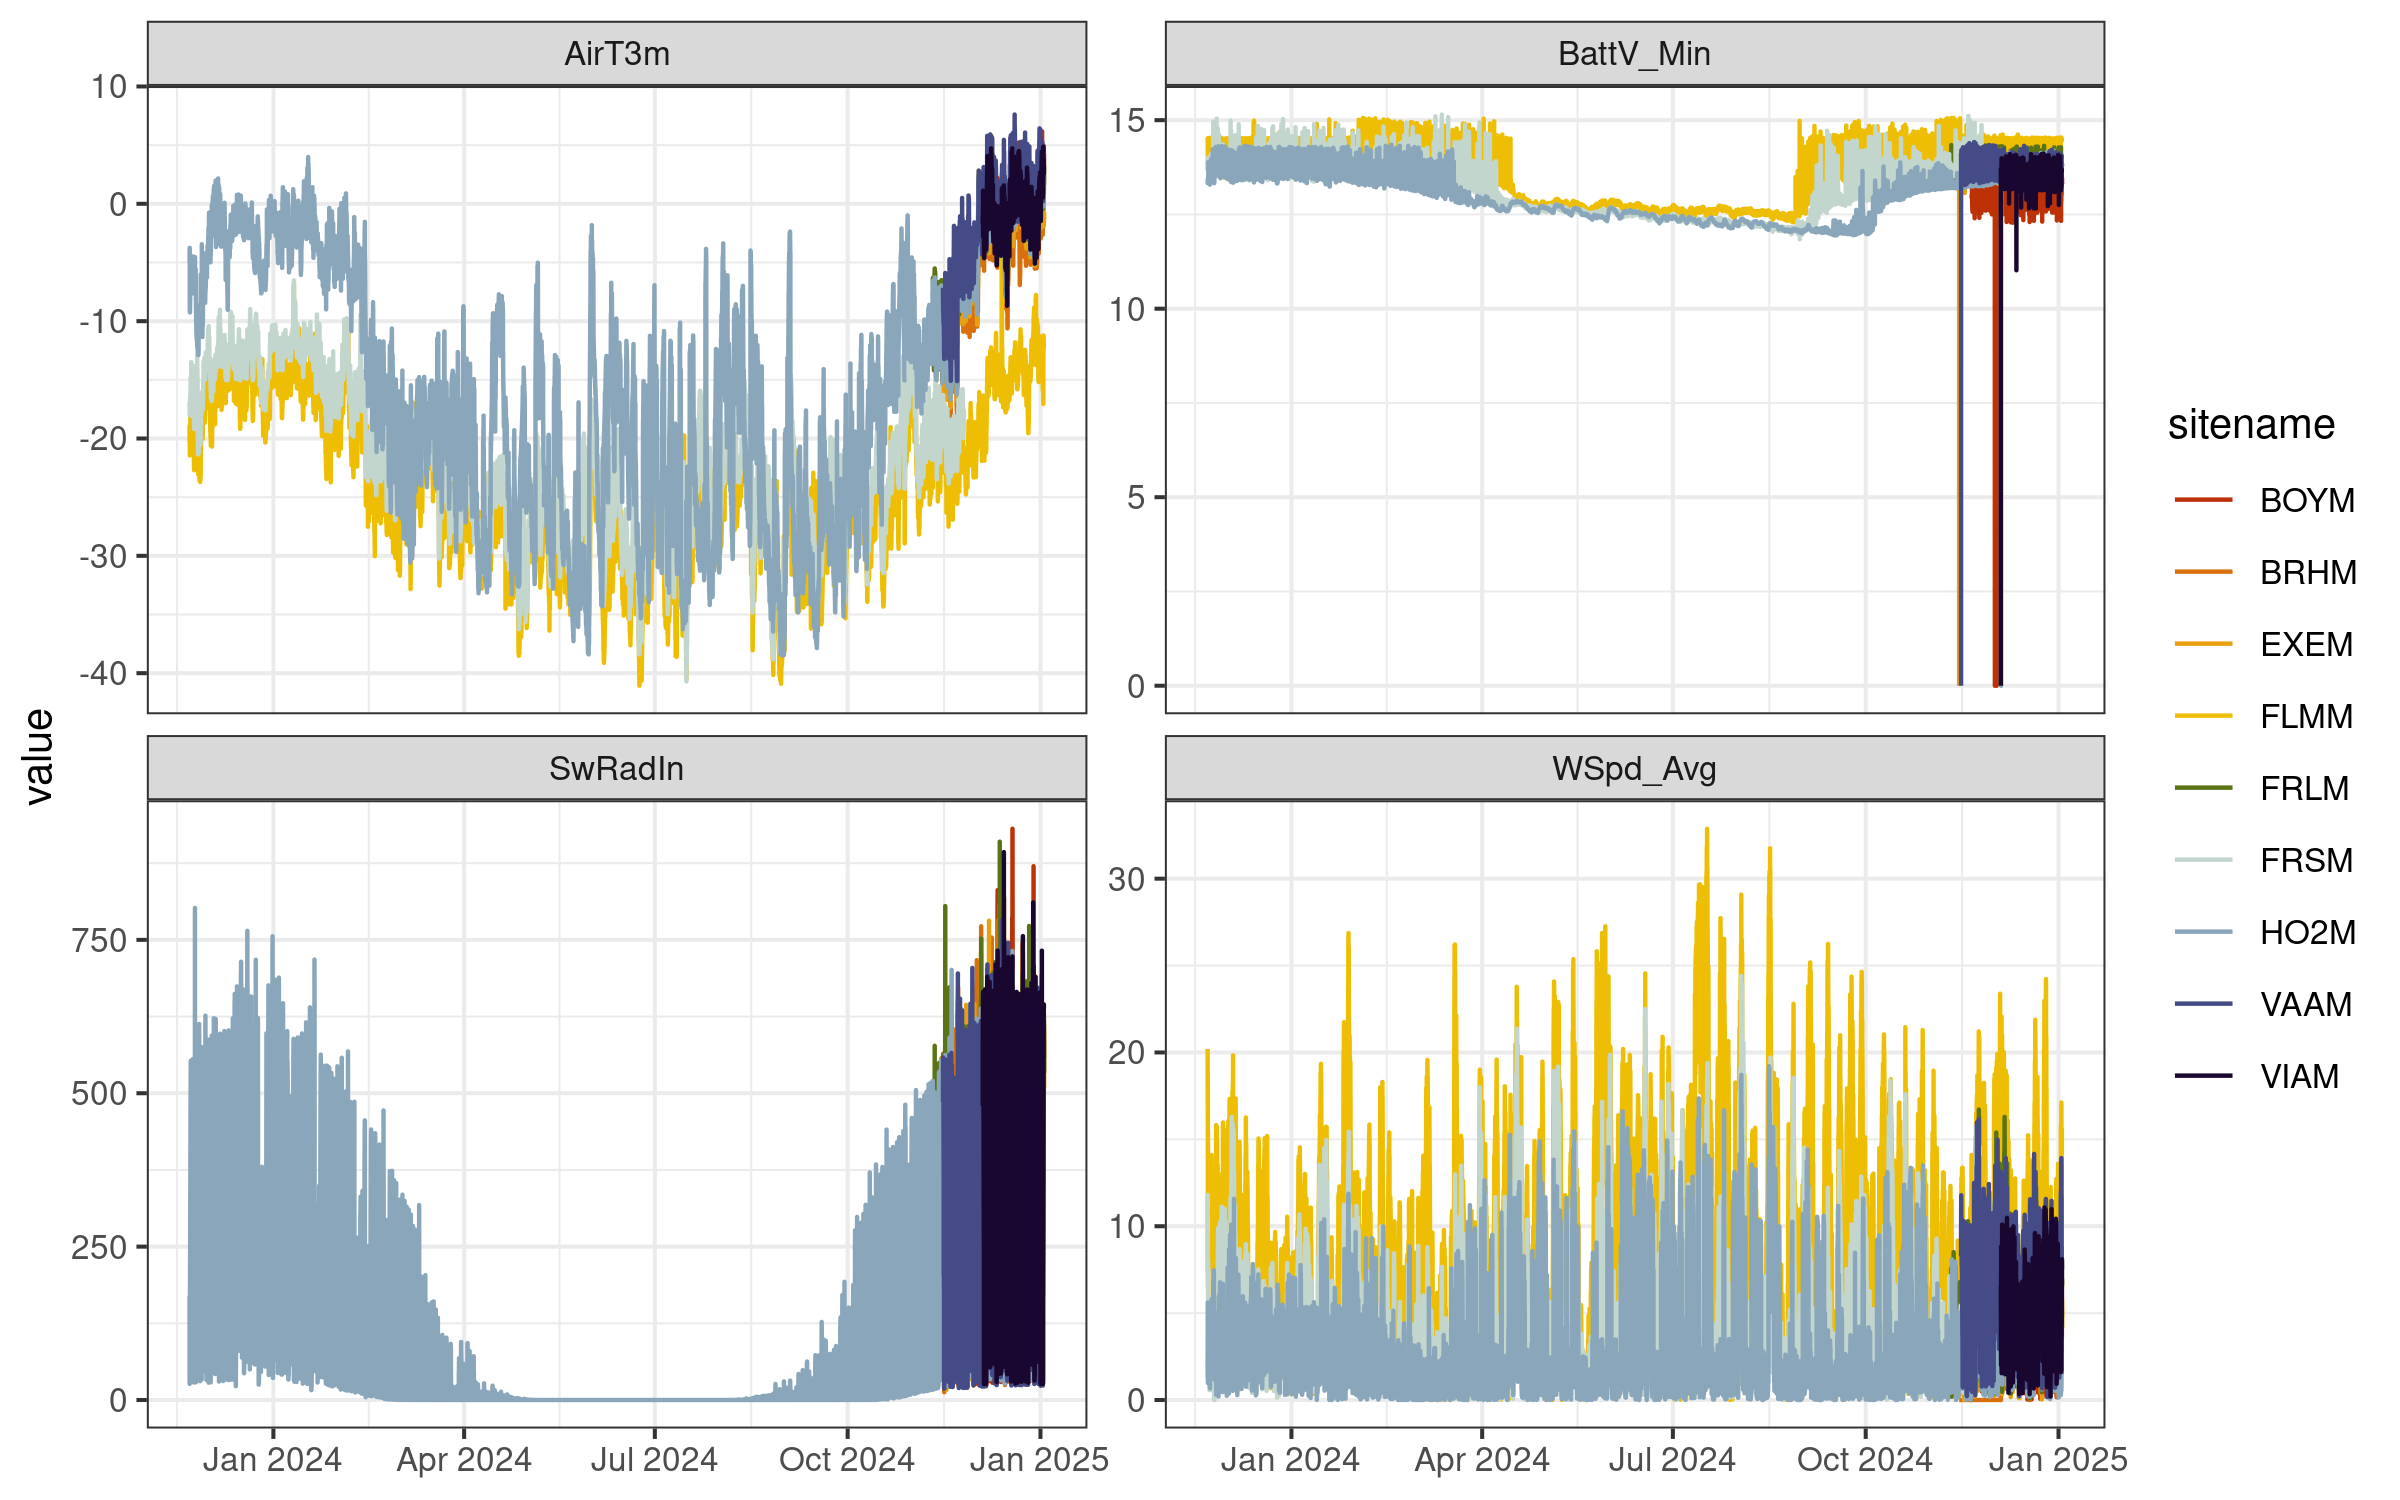 AirT3m
BattV_Min
10
0
-10
-20
-30
-40
15
10
5
0
value
SwRadIn
WSpd_Avg
750
500
250
0
30
20
10
0
Jan 2024 Apr 2024 Jul 2024 Oct 2024 Jan 2025
Jan 2024 Apr 2024 Jul 2024 Oct 2024 Jan 2025
sitename
BOYM
BRHM
EXEM
FLMM
FRLM
FRSM
HO2M
VAAM
VIAM